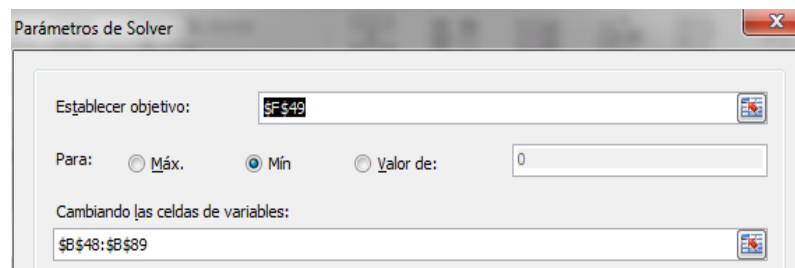 Parámetros de Solver
Establecer objetivo: $F$49
Para: Máx. Mín Valor de: 0
Cambiando las celdas de variables:
$B$48:$B$89